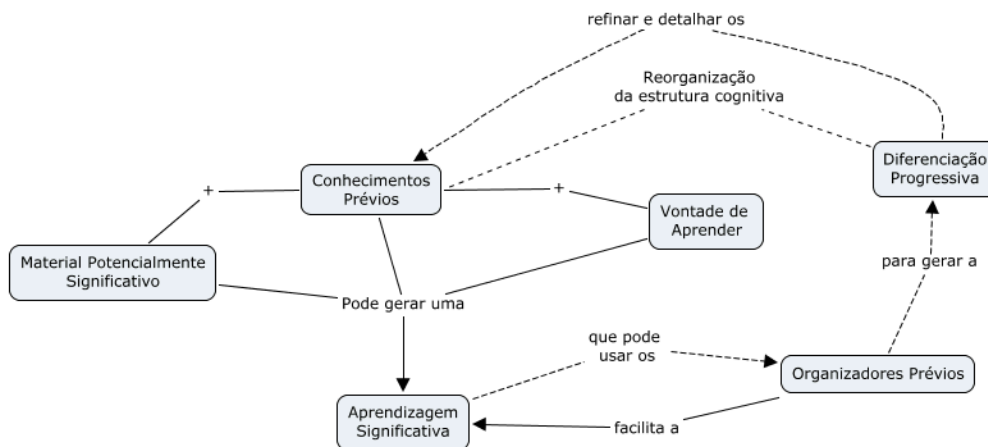 refinar e detalhar os
Reorganização
da estrutura cognitiva
Diferenciação
Progressiva
Conhecimentos
Prévios
+
+
Vontade de
Aprender
Material Potencialmente
Significativo
para gerar a
Pode gerar uma
que pode
usar os
Organizadores Prévios
Aprendizagem
Significativa
facilita a